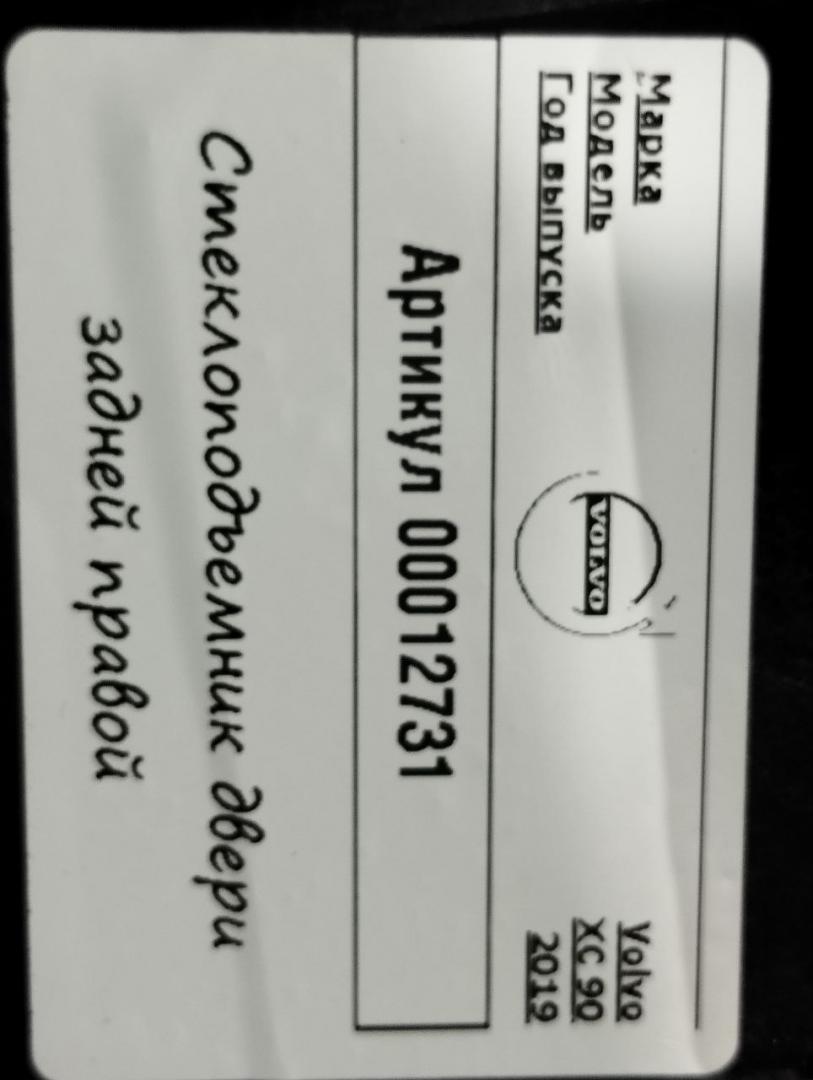 Марка Volvo
Модель XC 90
Год выпуска 2019
VOLVO
Артикул 00012731
Стеклоподъемник двери
задней правой